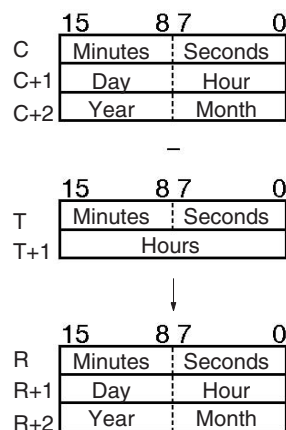 15 8 7 0
C Minutes Seconds
C+1 Day Hour
C+2 Year Month
–
15 8 7 0
T Minutes Seconds
T+1 Hours
15 8 7 0
R Minutes Seconds
R+1 Day Hour
R+2 Year Month